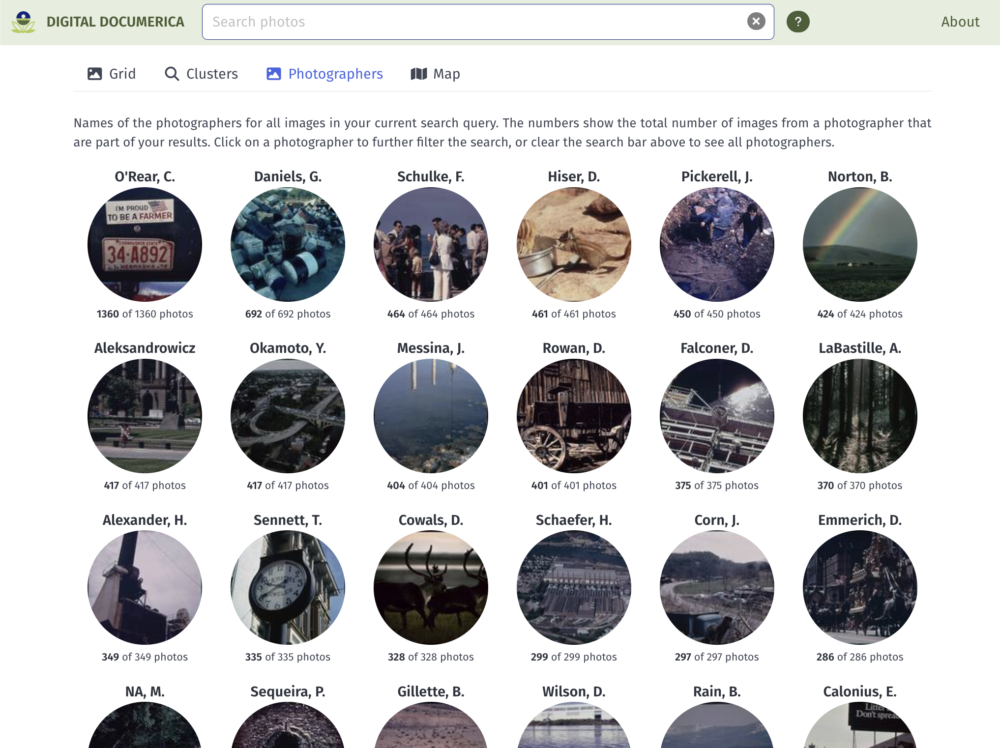 DIGITAL DOCUMERICA
Search photos
?
About
Grid
Clusters
Photographers
Map
Names of the photographers for all images in your current search query. The numbers show the total number of images from a photographer that
are part of your results. Click on a photographer to further filter the search, or clear the search bar above to see all photographers.
O'Rear, C.
Daniels, G.
Schulke, F.
Hiser, D.
Pickerell, J.
Norton, B.
I'M PROUD
TO BE A FARMER
CORNHUSKER STATE
34·A892
NEBRASKA 72
1360 of 1360 photos
692 of 692 photos
464 of 464 photos
461 of 461 photos
450 of 450 photos
424 of 424 photos
Aleksandrowicz
Okamoto, Y.
Messina, J.
Rowan, D.
Falconer, D.
LaBastille, A.
417 of 417 photos
417 of 417 photos
404 of 404 photos
401 of 401 photos
375 of 375 photos
370 of 370 photos
Alexander, H.
Sennett, T.
Cowals, D.
Schaefer, H.
Corn, J.
Emmerich, D.
349 of 349 photos
335 of 335 photos
328 of 328 photos
299 of 299 photos
297 of 297 photos
286 of 286 photos
NA, M.
Sequeira, P.
Gillette, B.
Wilson, D.
Rain, B.
Calonius, E.
Litter
Don't spread